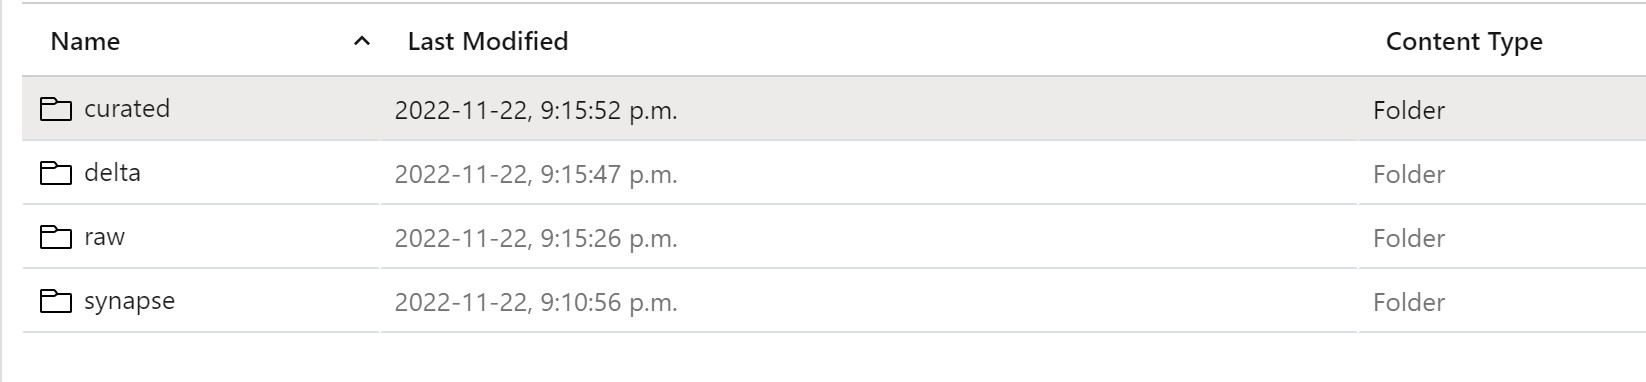 Name Last Modified Content Type
curated 2022-11-22, 9:15:52 p.m. Folder
delta 2022-11-22, 9:15:47 p.m. Folder
raw 2022-11-22, 9:15:26 p.m. Folder
synapse 2022-11-22, 9:10:56 p.m. Folder